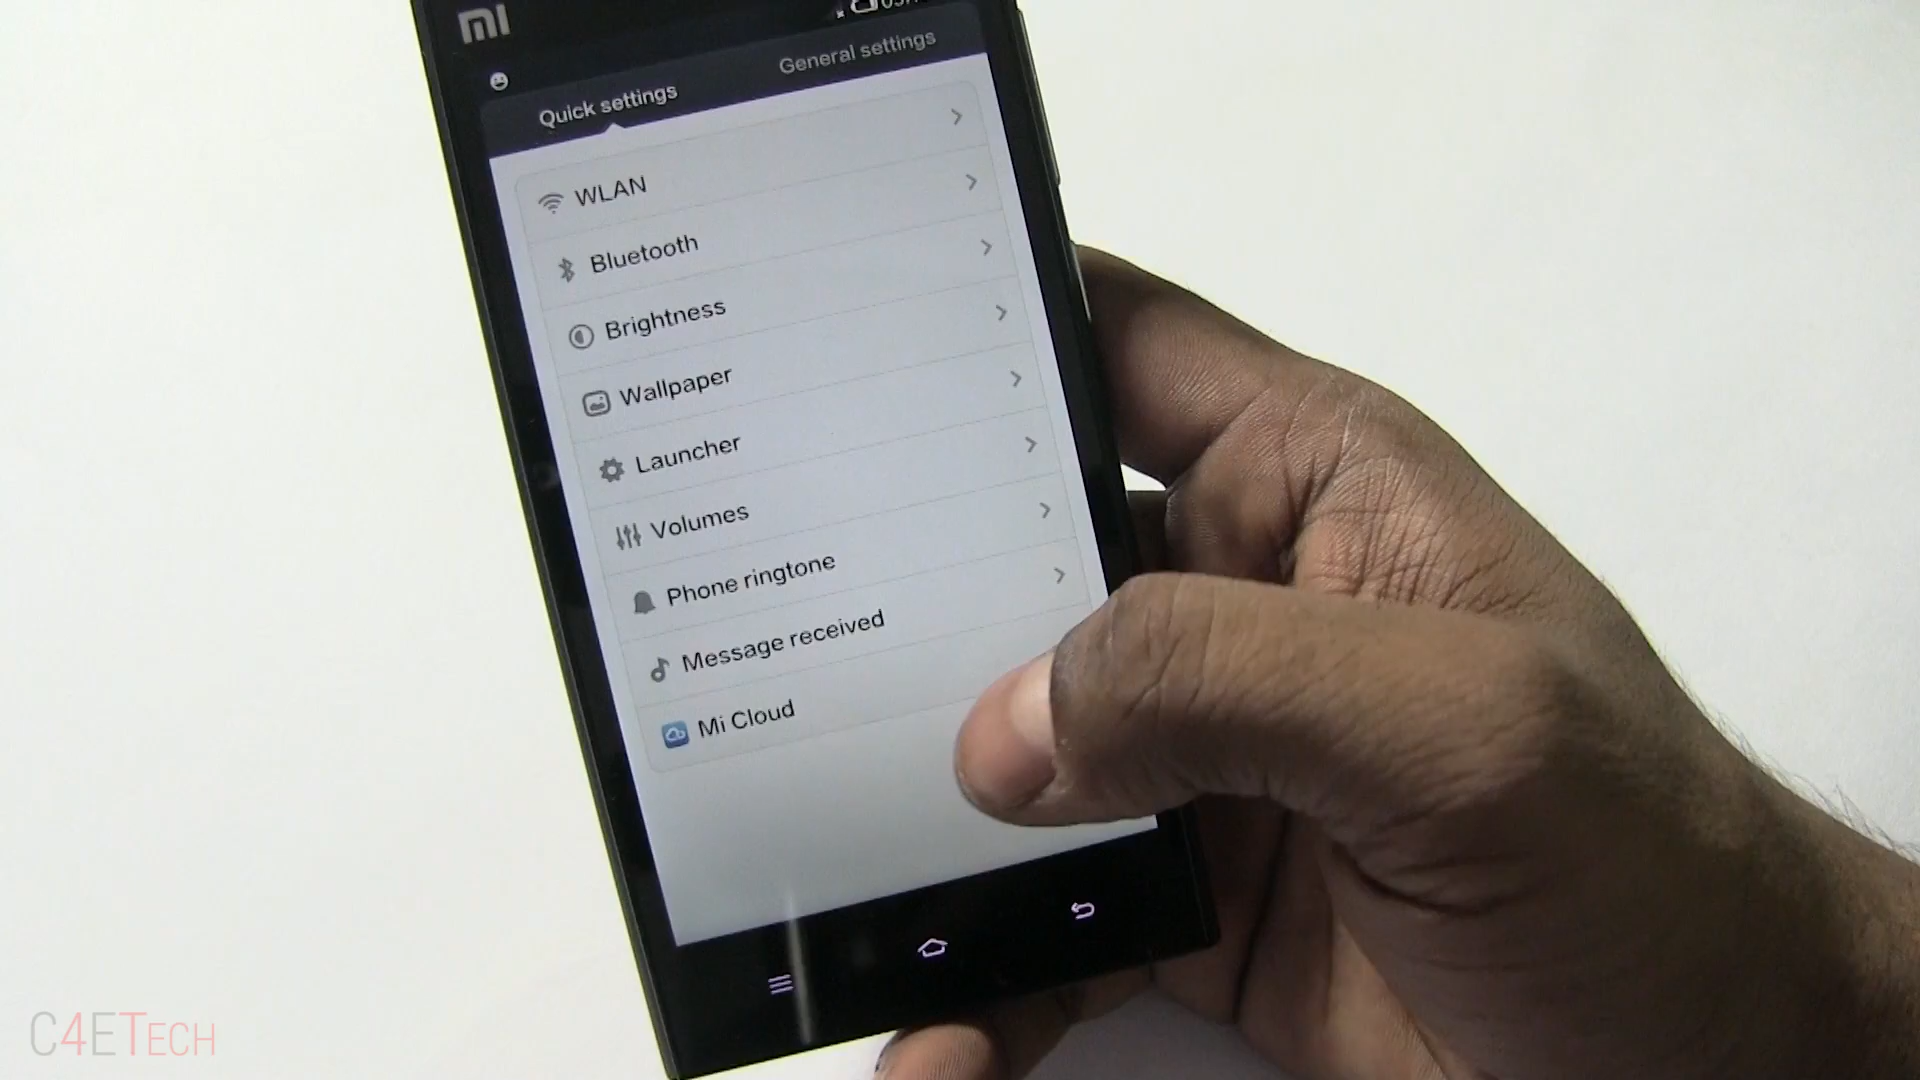 MI
Quick settings
General settings
WLAN
Bluetooth
Brightness
Wallpaper
Launcher
Volumes
Phone ringtone
Message received
Mi Cloud
C4ETECH